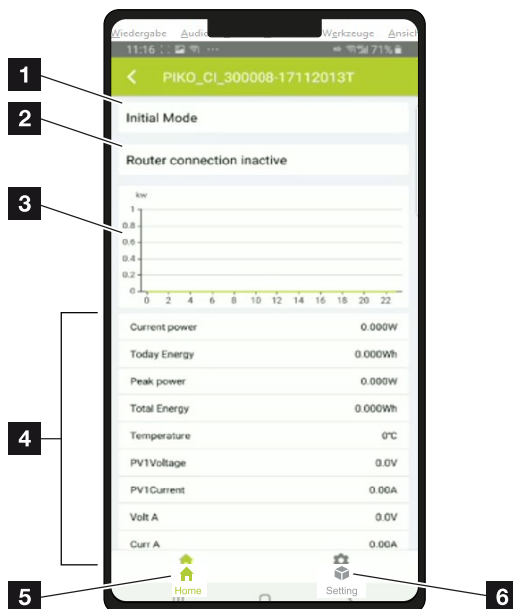 Wiedergabe Audio Werkzeuge Ansich
11:16 71%
PIKO_CI_300008-17112013T
1
Initial Mode
2
Router connection inactive
3
kw
1
0.8
0.6
0.4
0.2
0
0 2 4 6 8 10 12 14 16 18 20 22
4
Current power 0.000W
Today Energy 0.000Wh
Peak power 0.000W
Total Energy 0.000Wh
Temperature 0°C
PV1Voltage 0.0V
PV1Current 0.00A
Volt A 0.0V
Curr A 0.00A
5
Home Setting
6